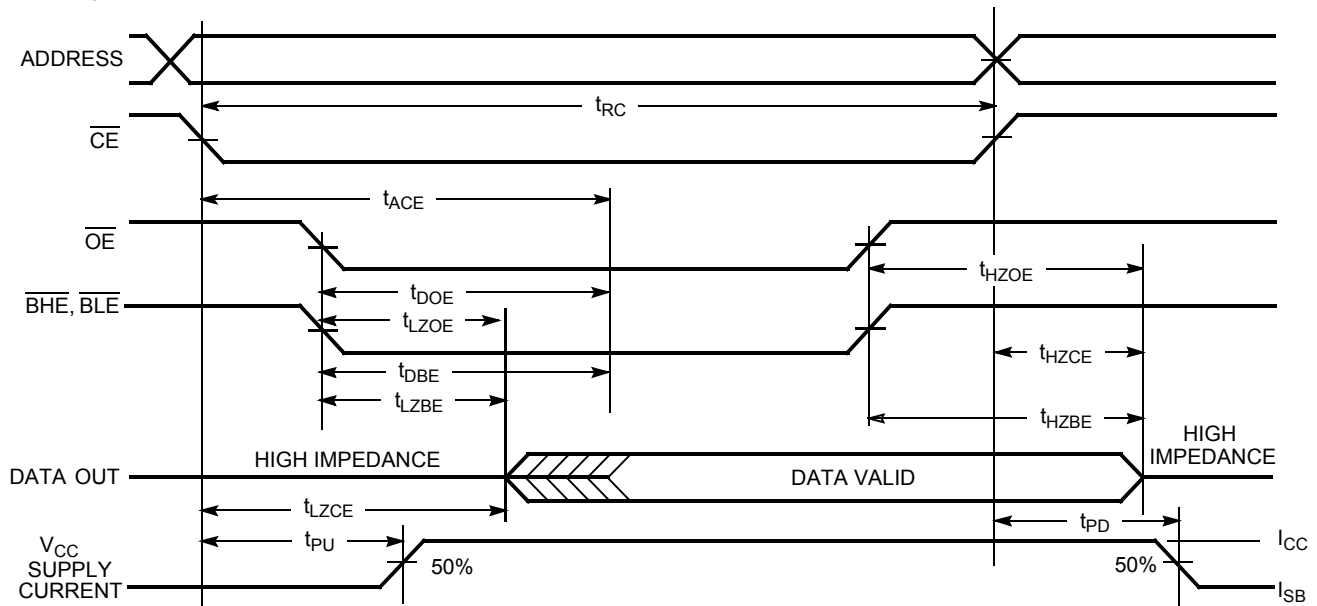 ADDRESS
tRC
CE
tACE
OE
tHZOE
tDOE
BHE, BLE
tLZOE
tHZCE
tDBE
tLZBE
tHZBE
HIGH IMPEDANCE
HIGH
IMPEDANCE
DATA OUT
DATA VALID
tLZCE
tPU
tPD
VCC
SUPPLY
CURRENT
50%
50%
ICC
ISB